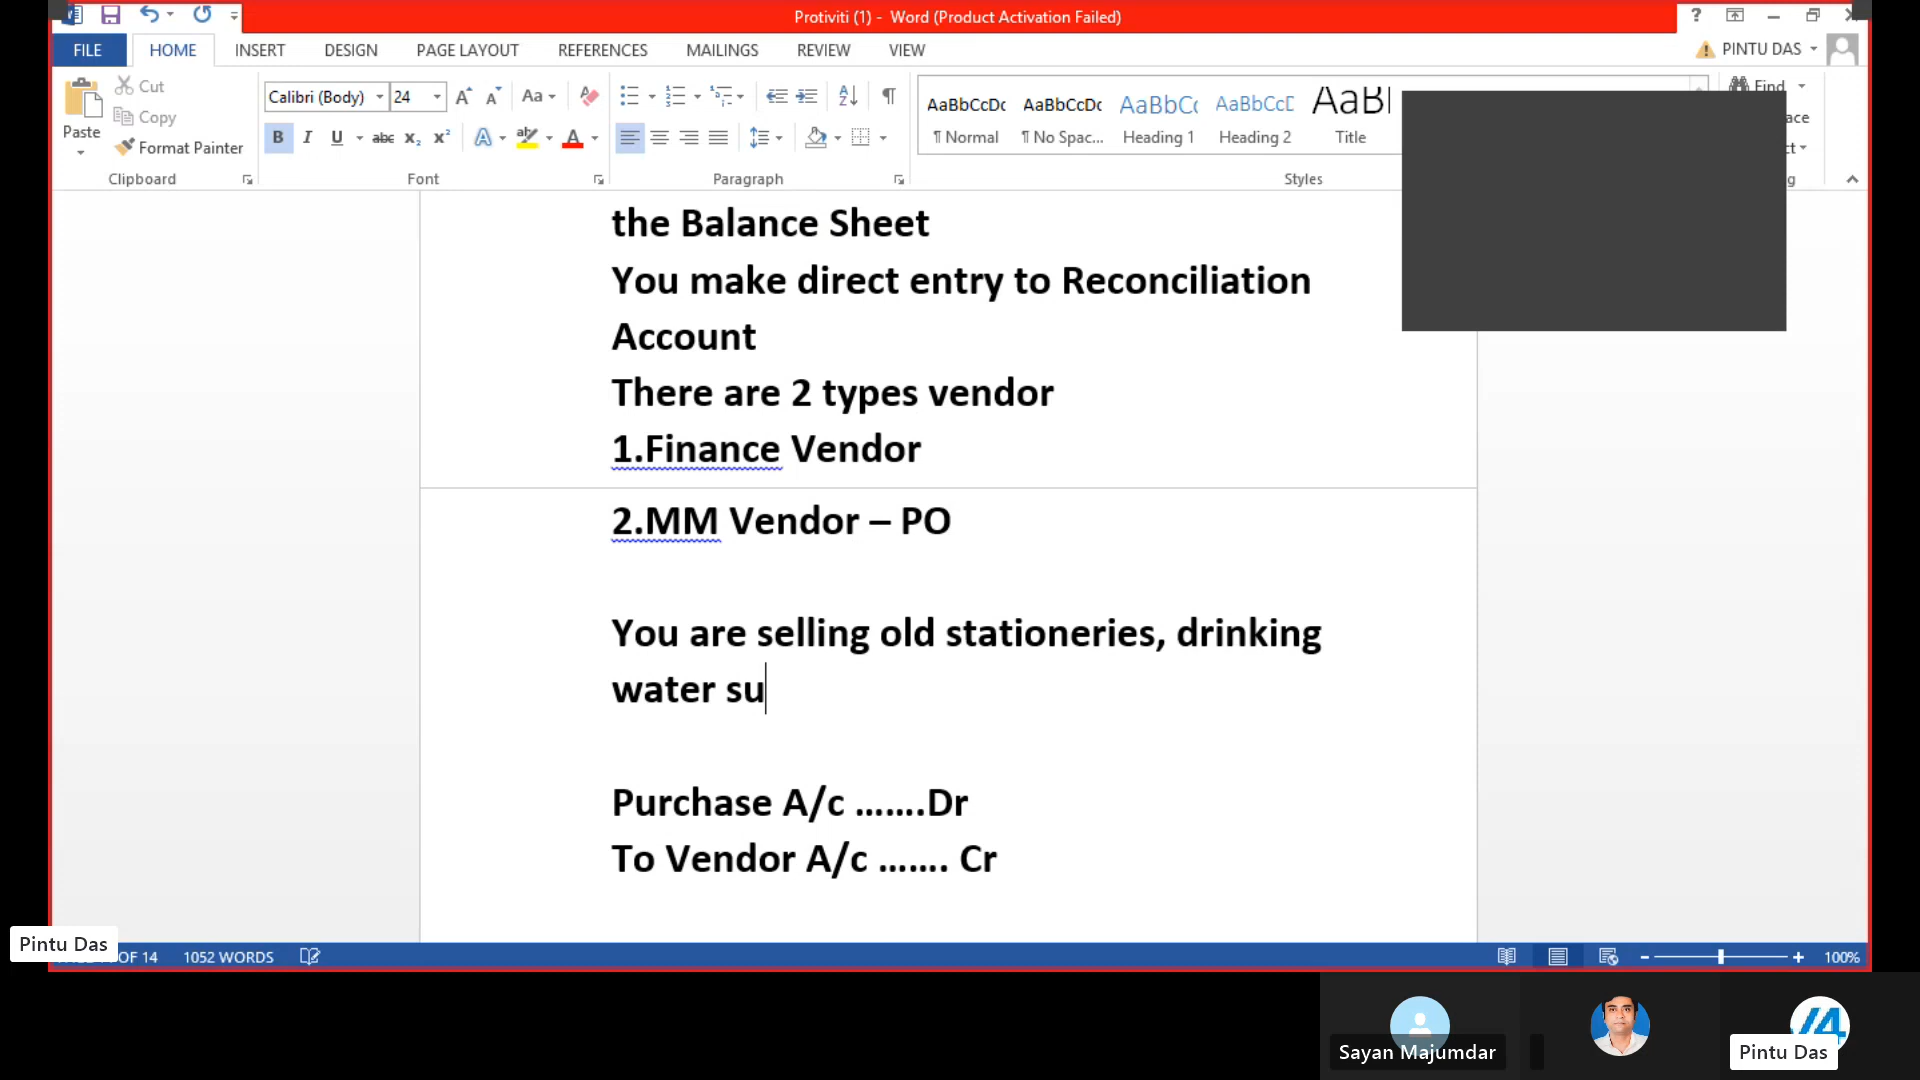 Protiviti (1) - Word (Product Activation Failed)
FILE HOME INSERT DESIGN PAGE LAYOUT REFERENCES MAILINGS REVIEW VIEW PINTU DAS
Paste
Cut
Copy
Format Painter
Calibri (Body) 24
AaBbCcDc AaBbCcDc AaBbCc AaBbCcD AaBl
¶ Normal ¶ No Spac... Heading 1 Heading 2 Title
Find
Clipboard Font Paragraph Styles
the Balance Sheet
You make direct entry to Reconciliation
Account
There are 2 types vendor
1.Finance Vendor
2.MM Vendor – PO
You are selling old stationeries, drinking
water su
Purchase A/c …….Dr
To Vendor A/c ……. Cr
Pintu Das
OF 14 1052 WORDS 100%
Sayan Majumdar
Pintu Das